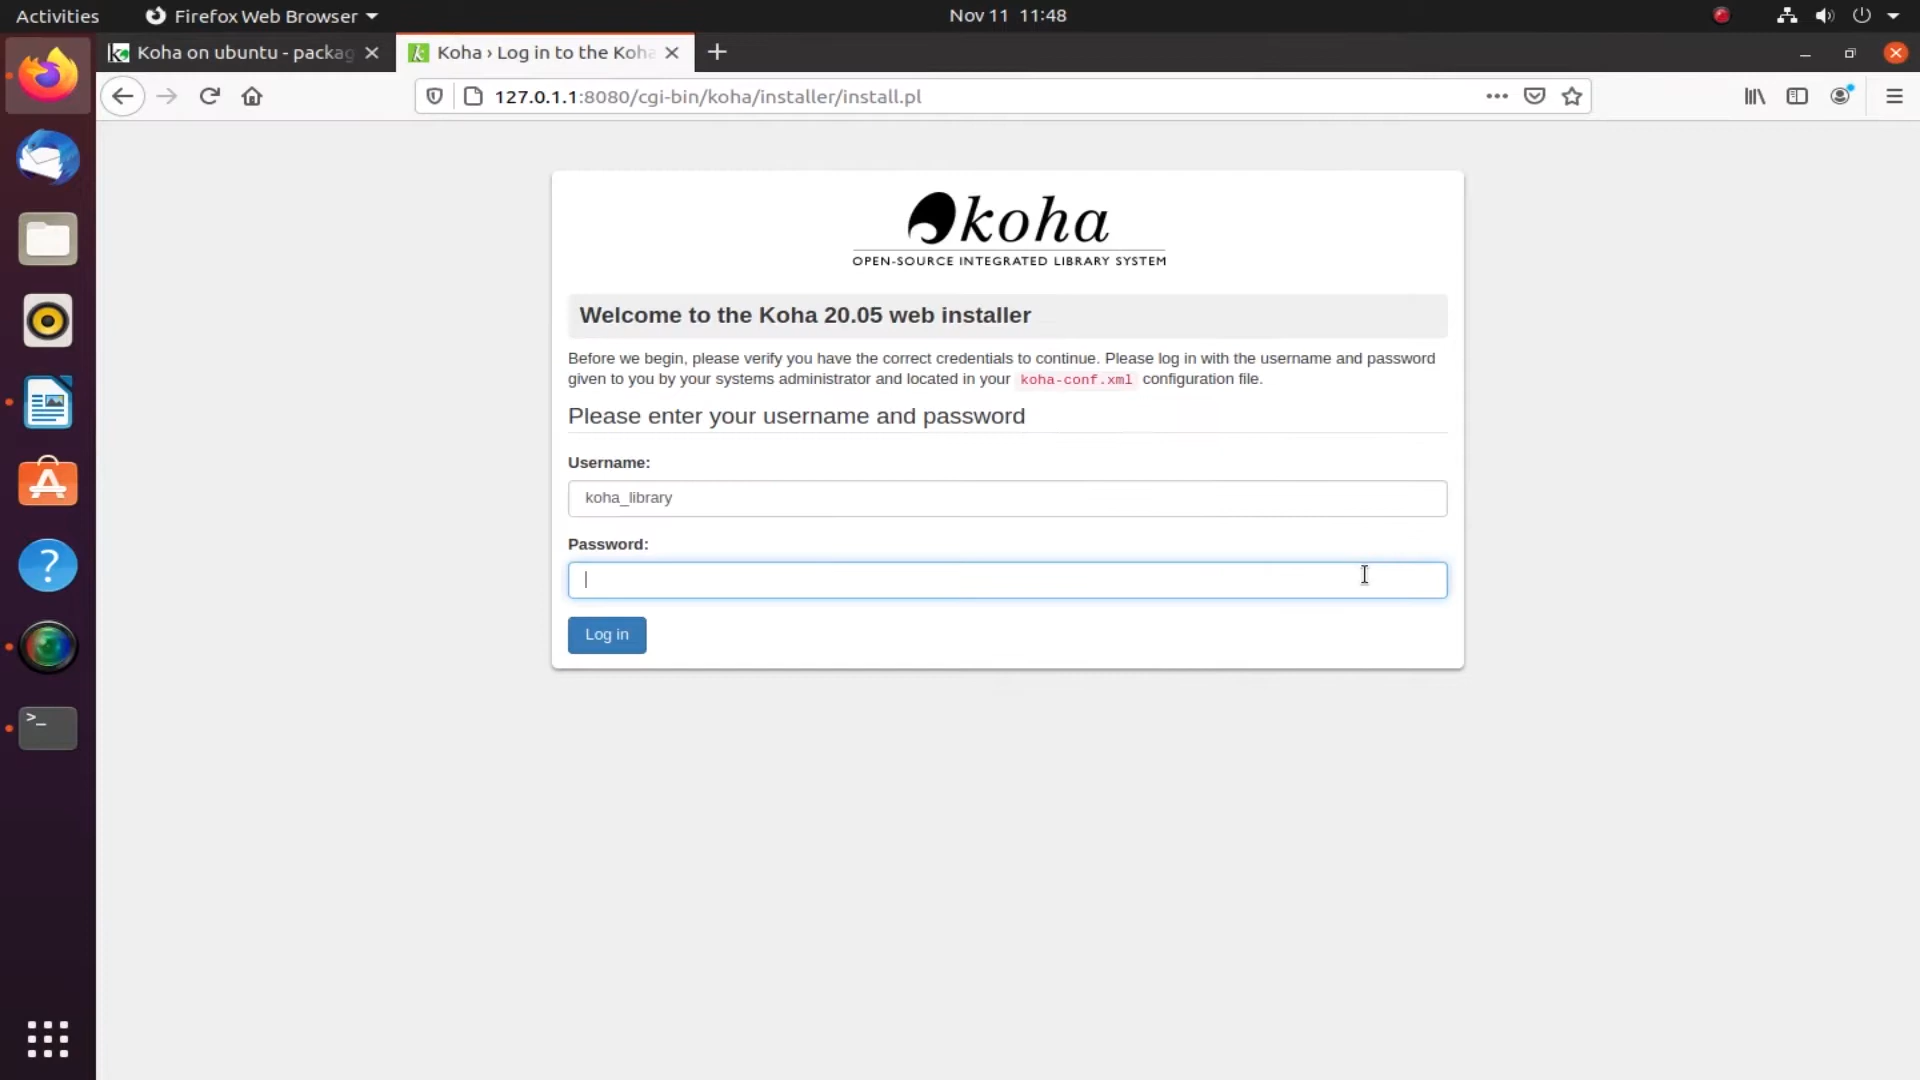 Activities
Firefox Web Browser
Nov 11 11:48
Koha on ubuntu - packag
Koha › Log in to the Koha
127.0.1.1:8080/cgi-bin/koha/installer/install.pl
koha
OPEN-SOURCE INTEGRATED LIBRARY SYSTEM
Welcome to the Koha 20.05 web installer
Before we begin, please verify you have the correct credentials to continue. Please log in with the username and password
given to you by your systems administrator and located in your koha-conf.xml configuration file.
Please enter your username and password
Username:
koha_library
Password:
Log in